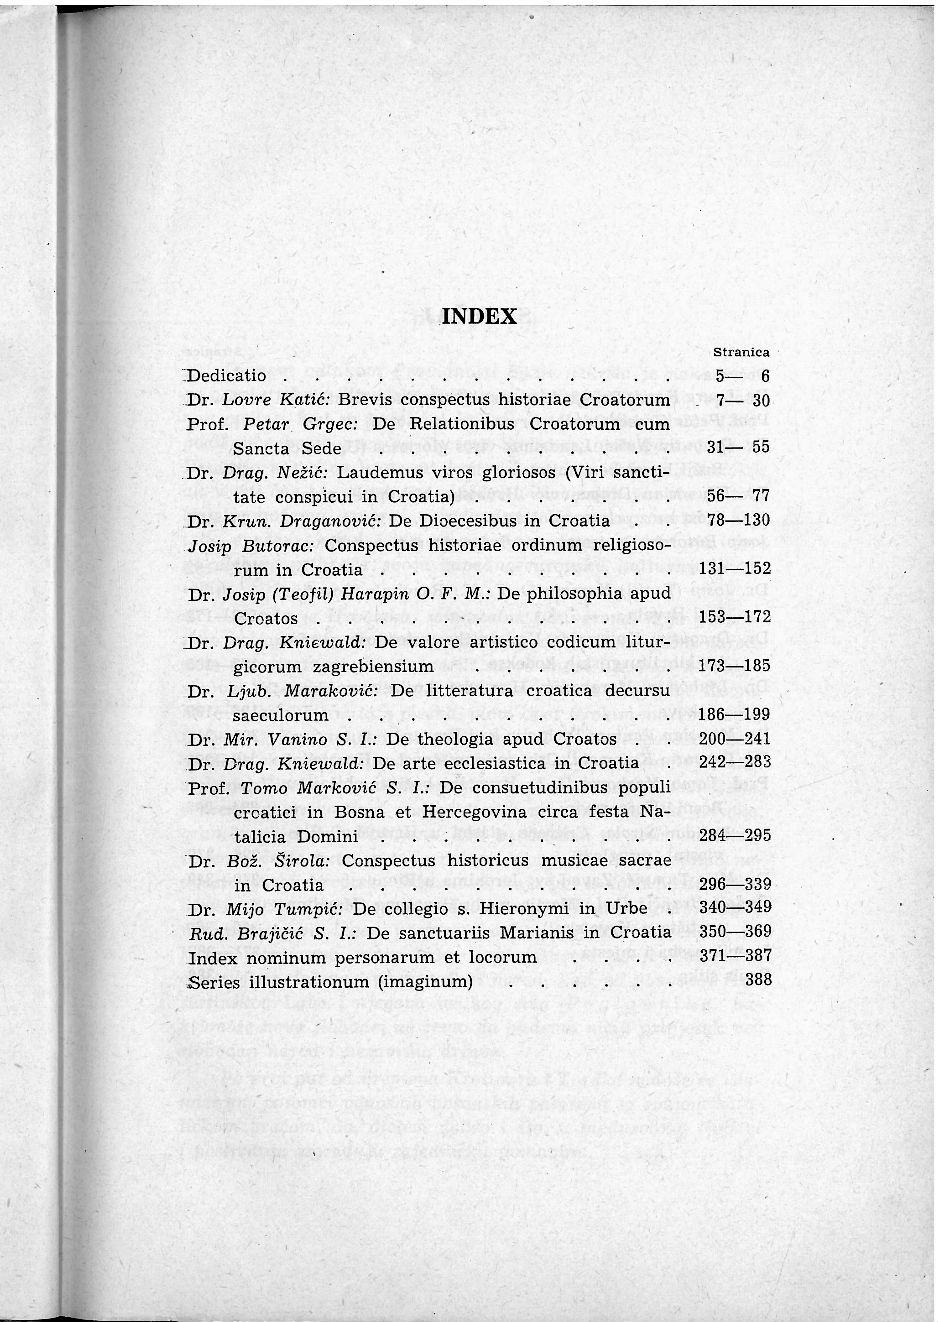 INDEX
Stranica
Dedicatio . . . . . . . . . . . . . 5— 6
Dr. Lovre Katić: Brevis conspectus historiae Croatorum 7— 30
Prof. Petar Grgec: De Relationibus Croatorum cum
Sancta Sede . . . . . . . . . . 31— 55
Dr. Drag. Nežić: Laudemus viros gloriosos (Viri sancti-
tate conspicui in Croatia) . . . . . . . 56— 77
Dr. Krun. Draganović: De Dioecesibus in Croatia . . 78—130
Josip Butorac: Conspectus historiae ordinum religioso-
rum in Croatia . . . . . . . . . . 131—152
Dr. Josip (Teofil) Harapin O. F. M.: De philosophia apud
Croatos . . . . . . . . . . . . 153—172
Dr. Drag. Kniewald: De valore artistico codicum litur-
gicorum zagrebiensium . . . . . . . 173—185
Dr. Ljub. Maraković: De litteratura croatica decursu
saeculorum . . . . . . . . . . . 186—199
Dr. Mir. Vanino S. I.: De theologia apud Croatos . . 200—241
Dr. Drag. Kniewald: De arte ecclesiastica in Croatia . 242—283
Prof. Tomo Marković S. I.: De consuetudinibus populi
croatici in Bosna et Hercegovina circa festa Na-
talicia Domini . . . . . . . . . . 284—295
Dr. Bož. Širola: Conspectus historicus musicae sacrae
in Croatia . . . . . . . . . . . 296—339
Dr. Mijo Tumpić: De collegio s. Hieronymi in Urbe . 340—349
Rud. Brajičić S. I.: De sanctuariis Marianis in Croatia 350—369
Index nominum personarum et locorum . . . . 371—387
Series illustrationum (imaginum) . . . . . . 388